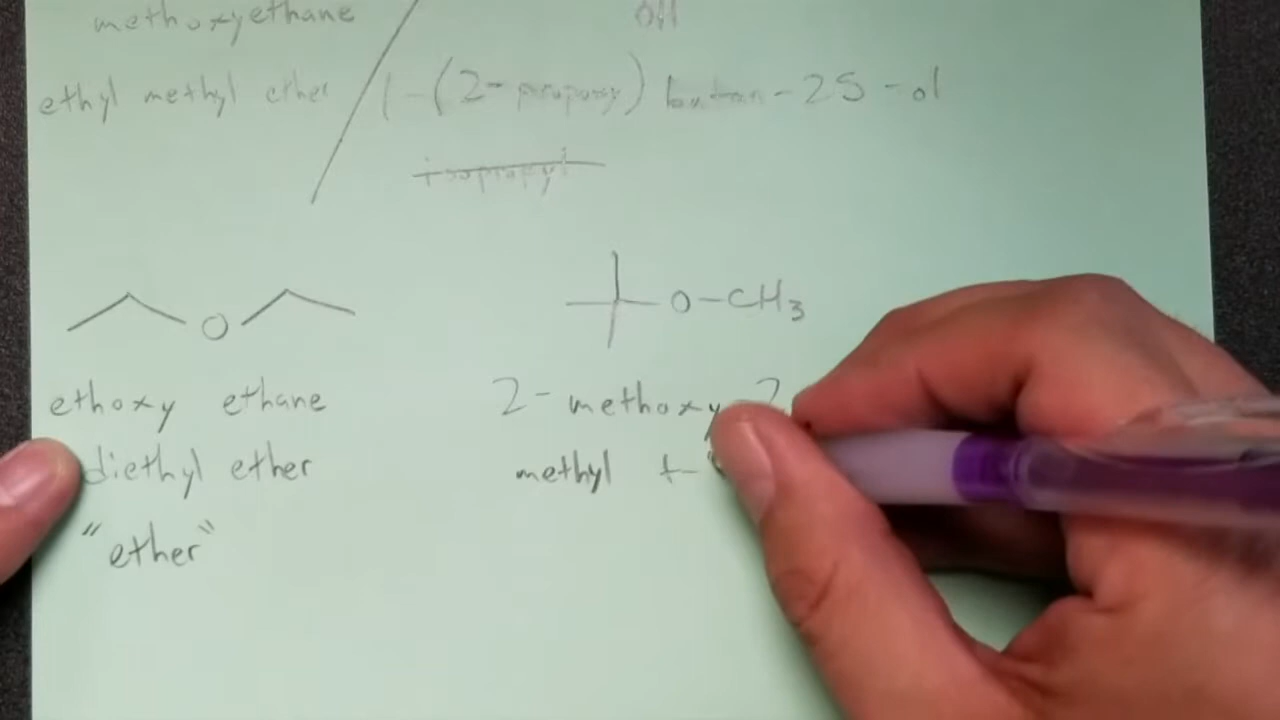 methoxyethane
OH
ethyl methyl ether
1-(2-propoxy) butan-2S-ol
isopropyl
O
O-CH3
ethoxy ethane
2-methoxy 2
diethyl ether
methyl t-
"ether"